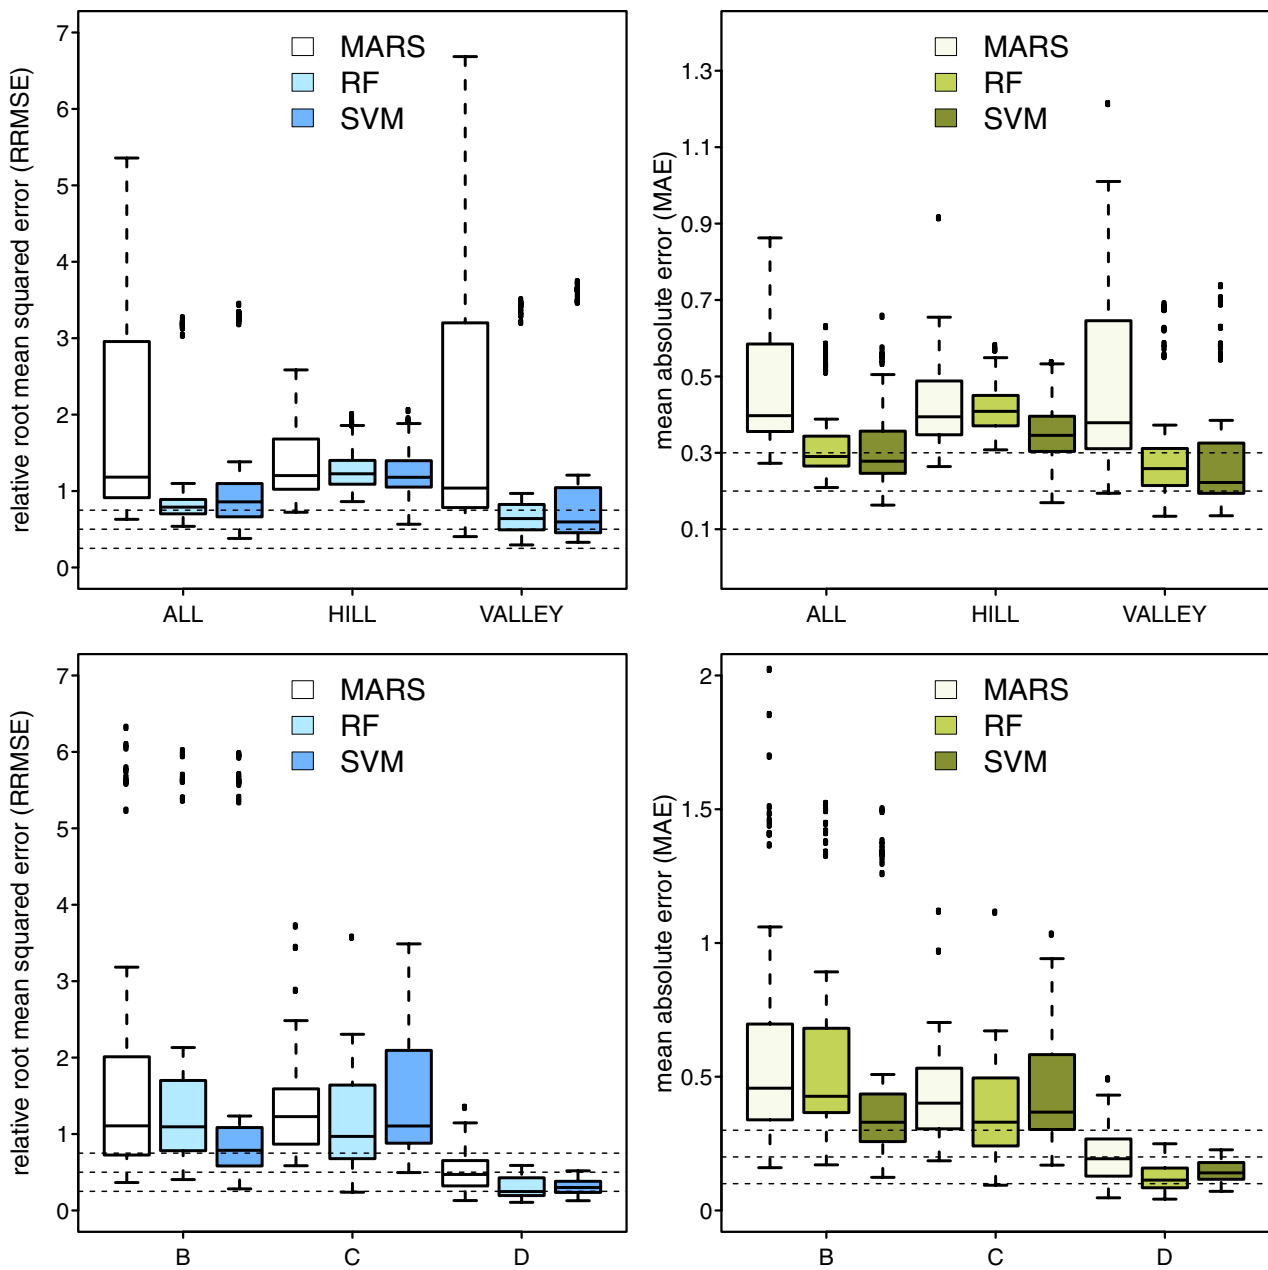 relative root mean squared error (RRMSE)
7
6
5
4
3
2
1
0
MARS
RF
SVM
ALL
HILL
VALLEY
mean absolute error (MAE)
1.3
1.1
0.9
0.7
0.5
0.3
0.1
MARS
RF
SVM
ALL
HILL
VALLEY
relative root mean squared error (RRMSE)
7
6
5
4
3
2
1
0
MARS
RF
SVM
B
C
D
mean absolute error (MAE)
2
1.5
1
0.5
0
MARS
RF
SVM
B
C
D